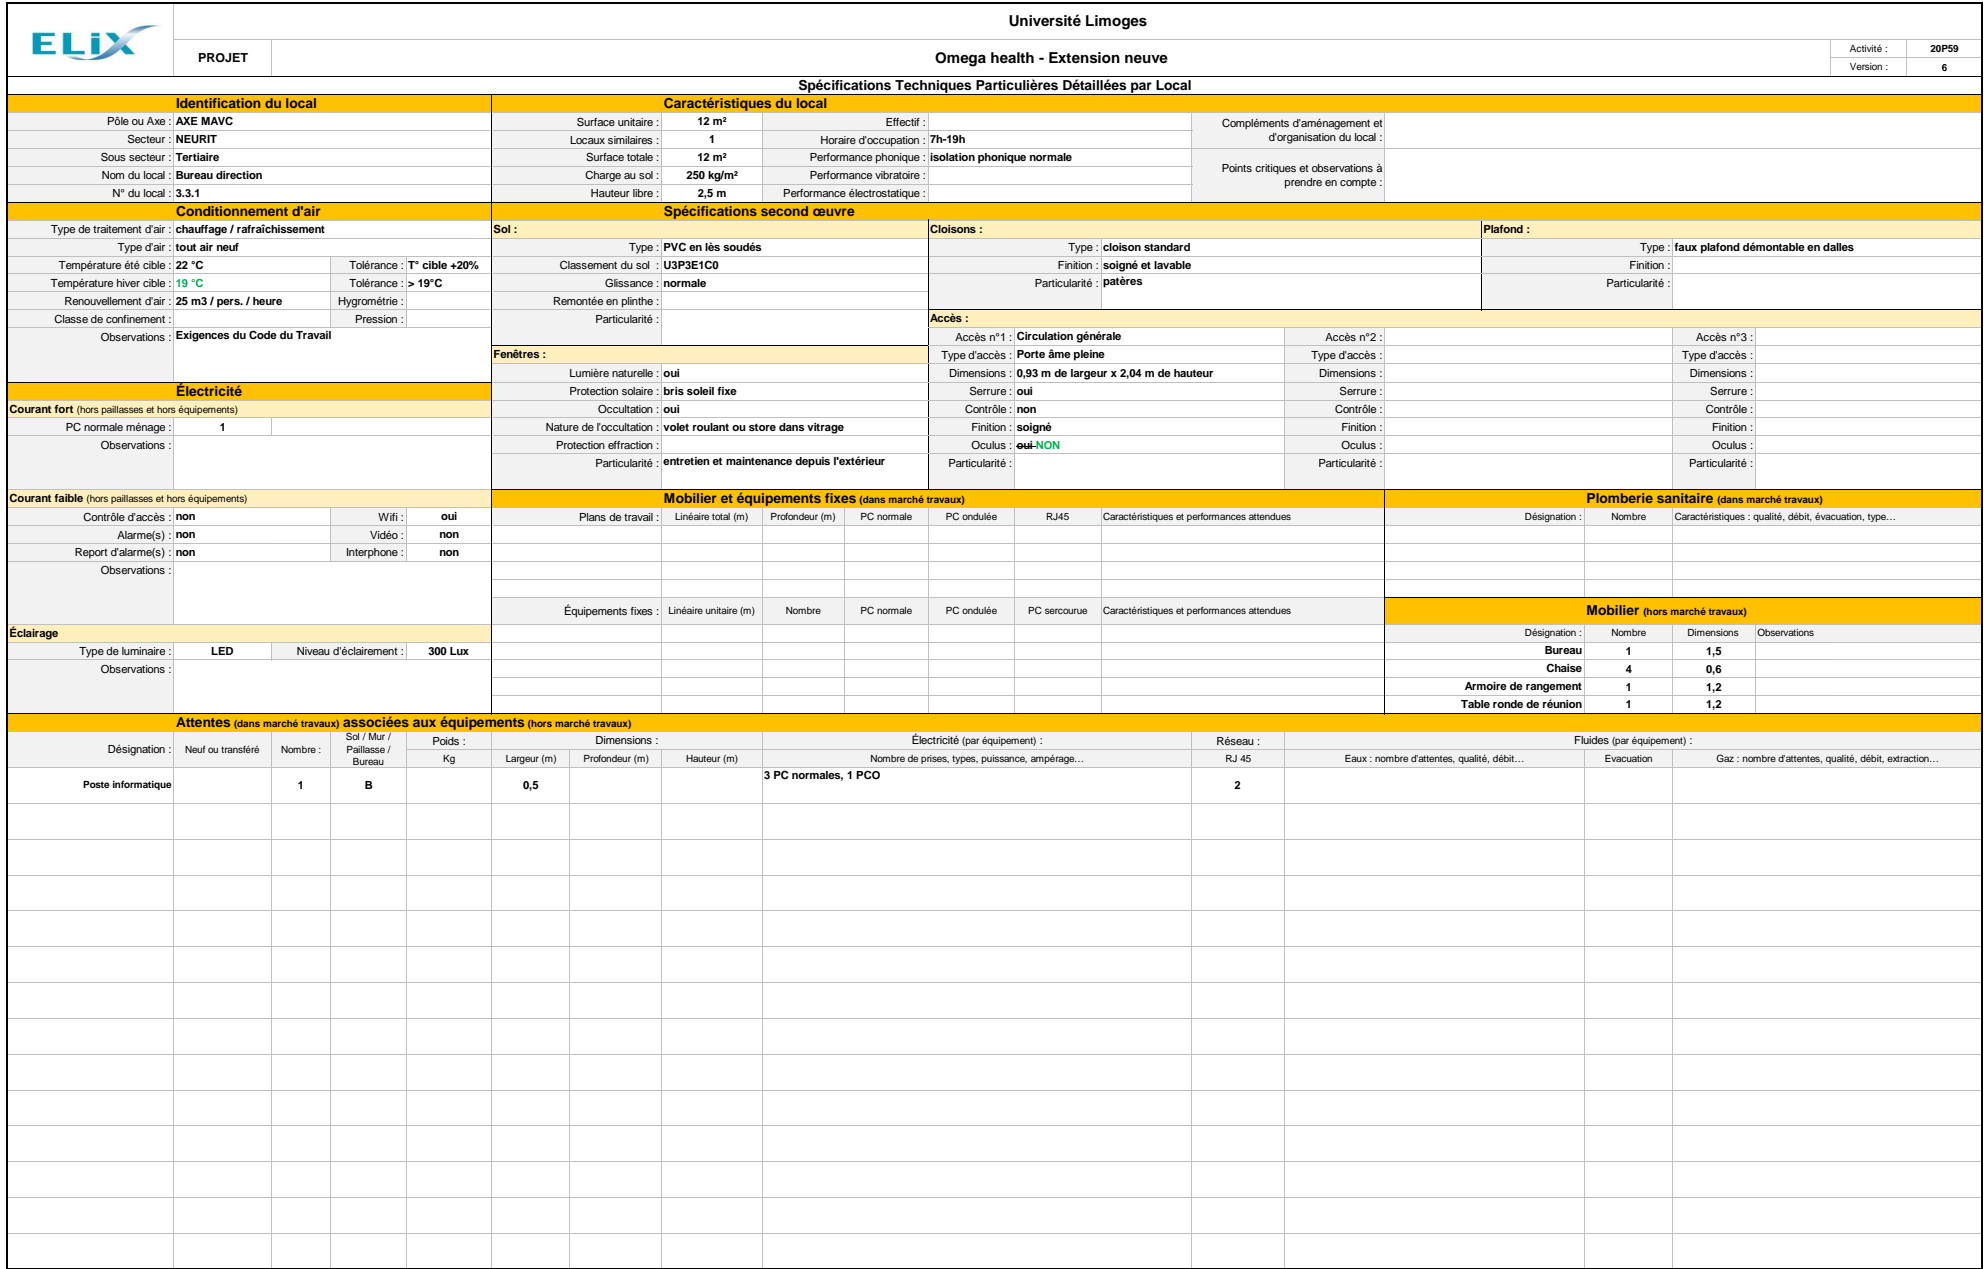 ELiX
Université Limoges
PROJET Omega health - Extension neuve Activité : 20P59
Version : 6
Spécifications Techniques Particulières Détaillées par Local
Identification du local Caractéristiques du local
Pôle ou Axe : AXE MAVC Surface unitaire : 12 m² Effectif : Compléments d'aménagement et
Secteur : NEURIT Locaux similaires : 1 Horaire d'occupation : 7h-19h d'organisation du local :
Sous secteur : Tertiaire Surface totale : 12 m² Performance phonique : isolation phonique normale
Nom du local : Bureau direction Charge au sol : 250 kg/m² Performance vibratoire : Points critiques et observations à
N° du local : 3.3.1 Hauteur libre : 2,5 m Performance électrostatique : prendre en compte :
Conditionnement d'air Spécifications second œuvre
Type de traitement d'air : chauffage / rafraîchissement Sol : Cloisons : Plafond :
Type d'air : tout air neuf Type : PVC en lès soudés Type : cloison standard Type : faux plafond démontable en dalles
Température été cible : 22 °C Tolérance : T° cible +20% Classement du sol : U3P3E1C0 Finition : soigné et lavable Finition :
Température hiver cible : 19 °C Tolérance : > 19°C Glissance : normale Particularité : patères Particularité :
Renouvellement d'air : 25 m3 / pers. / heure Hygrométrie : Remontée en plinthe :
Classe de confinement : Pression : Particularité : Accès :
Observations : Exigences du Code du Travail Accès n°1 : Circulation générale Accès n°2 : Accès n°3 :
Fenêtres : Type d'accès : Porte âme pleine Type d'accès : Type d'accès :
Lumière naturelle : oui Dimensions : 0,93 m de largeur x 2,04 m de hauteur Dimensions : Dimensions :
Électricité Protection solaire : bris soleil fixe Serrure : oui Serrure : Serrure :
Courant fort (hors paillasses et hors équipements) Occultation : oui Contrôle : non Contrôle : Contrôle :
PC normale ménage : 1 Nature de l'occultation : volet roulant ou store dans vitrage Finition : soigné Finition : Finition :
Observations : Protection effraction : Oculus : oui NON Oculus : Oculus :
Particularité : entretien et maintenance depuis l'extérieur Particularité : Particularité : Particularité :
Courant faible (hors paillasses et hors équipements) Mobilier et équipements fixes (dans marché travaux) Plomberie sanitaire (dans marché travaux)
Contrôle d'accès : non Wifi : oui Plans de travail : Linéaire total (m) Profondeur (m) PC normale PC ondulée RJ45 Caractéristiques et performances attendues Désignation : Nombre Caractéristiques : qualité, débit, évacuation, type…
Alarme(s) : non Vidéo : non
Report d'alarme(s) : non Interphone : non
Observations :
Équipements fixes : Linéaire unitaire (m) Nombre PC normale PC ondulée PC sercourue Caractéristiques et performances attendues Mobilier (hors marché travaux)
Éclairage Désignation : Nombre Dimensions Observations
Type de luminaire : LED Niveau d'éclairement : 300 Lux Bureau 1 1,5
Observations : Chaise 4 0,6
Armoire de rangement 1 1,2
Table ronde de réunion 1 1,2
Attentes (dans marché travaux) associées aux équipements (hors marché travaux)
Désignation : Neuf ou transféré Nombre : Sol / Mur / Paillasse / Bureau Poids : Dimensions : Électricité (par équipement) : Réseau : Fluides (par équipement) :
Kg Largeur (m) Profondeur (m) Hauteur (m) Nombre de prises, types, puissance, ampérage… RJ 45 Eaux : nombre d'attentes, qualité, débit… Evacuation Gaz : nombre d'attentes, qualité, débit, extraction…
Poste informatique 1 B 0,5 3 PC normales, 1 PCO 2